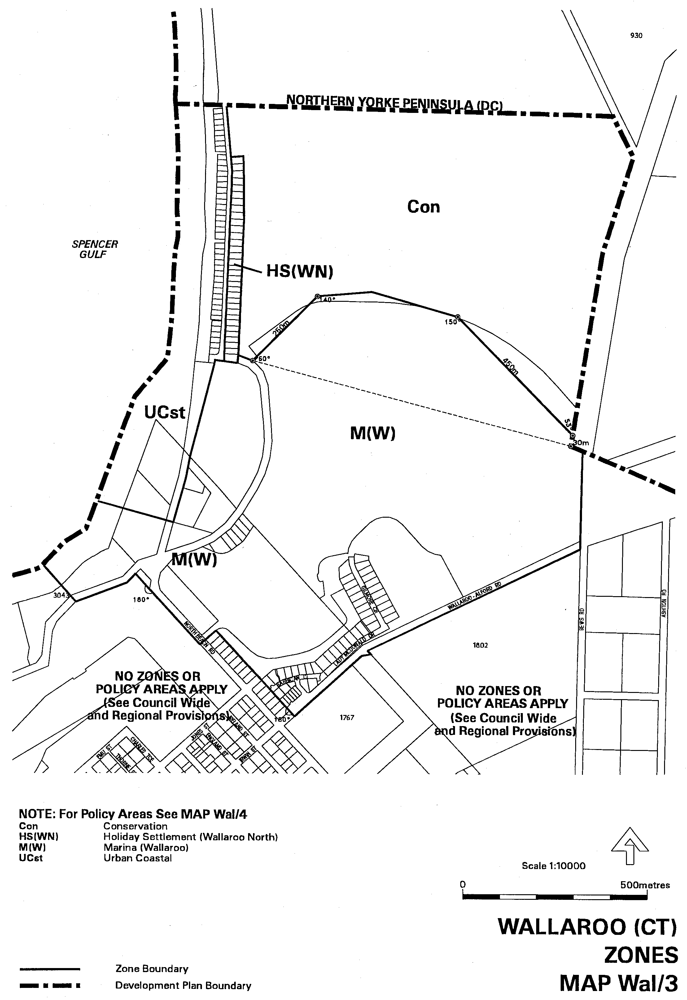 930
NORTHERN YORKE PENINSULA (DC)
Con
SPENCER
GULF
HS(WN)
140°
150°
250m
60°
450m
UCst
53°
M(W)
30m
M(W)
3043
180°
GILMORE CR
WALLAROO - ALFORD RD
BEWS RD
ASHTON RD
NORTH BEACH RD
LADY MCDONALD DR
1802
NO ZONES OR
POLICY AREAS APPLY
(See Council Wide
and Regional Provisions)
NO ZONES OR
POLICY AREAS APPLY
(See Council Wide
and Regional Provisions)
180°
1767
JONES ST
ENGLAND ST
IRWIN ST
EMU ST
CHARLES TCE
THORNE S
NOTE: For Policy Areas See MAP Wal/4
Con Conservation
HS(WN) Holiday Settlement (Wallaroo North)
M(W) Marina (Wallaroo)
UCst Urban Coastal
Scale 1:10000
0 500metres
WALLAROO (CT)
ZONES
MAP Wal/3
Zone Boundary
Development Plan Boundary